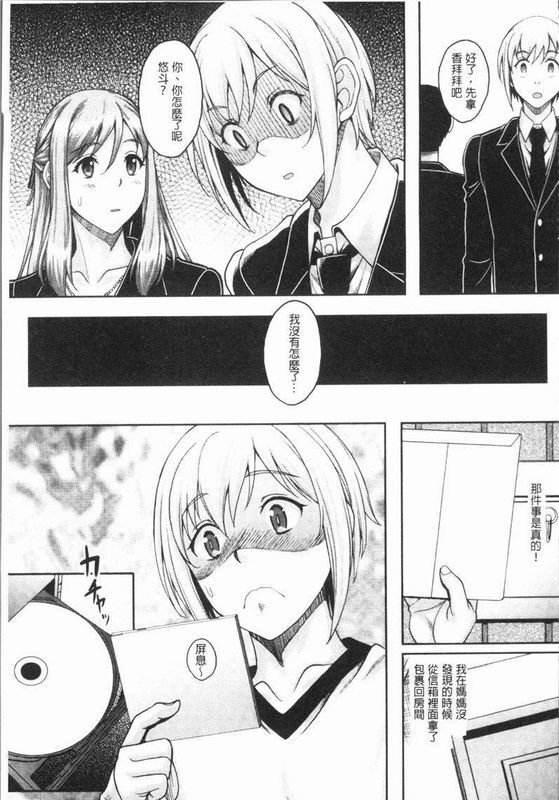 好了，先拿
香拜拜吧
你、你怎麼了呢
悠斗？
我沒有怎麼了…
那件事是真的！
我在媽媽沒
發現的時候
從信箱裡面拿了
包裹回房間
屏息～
カチャッ